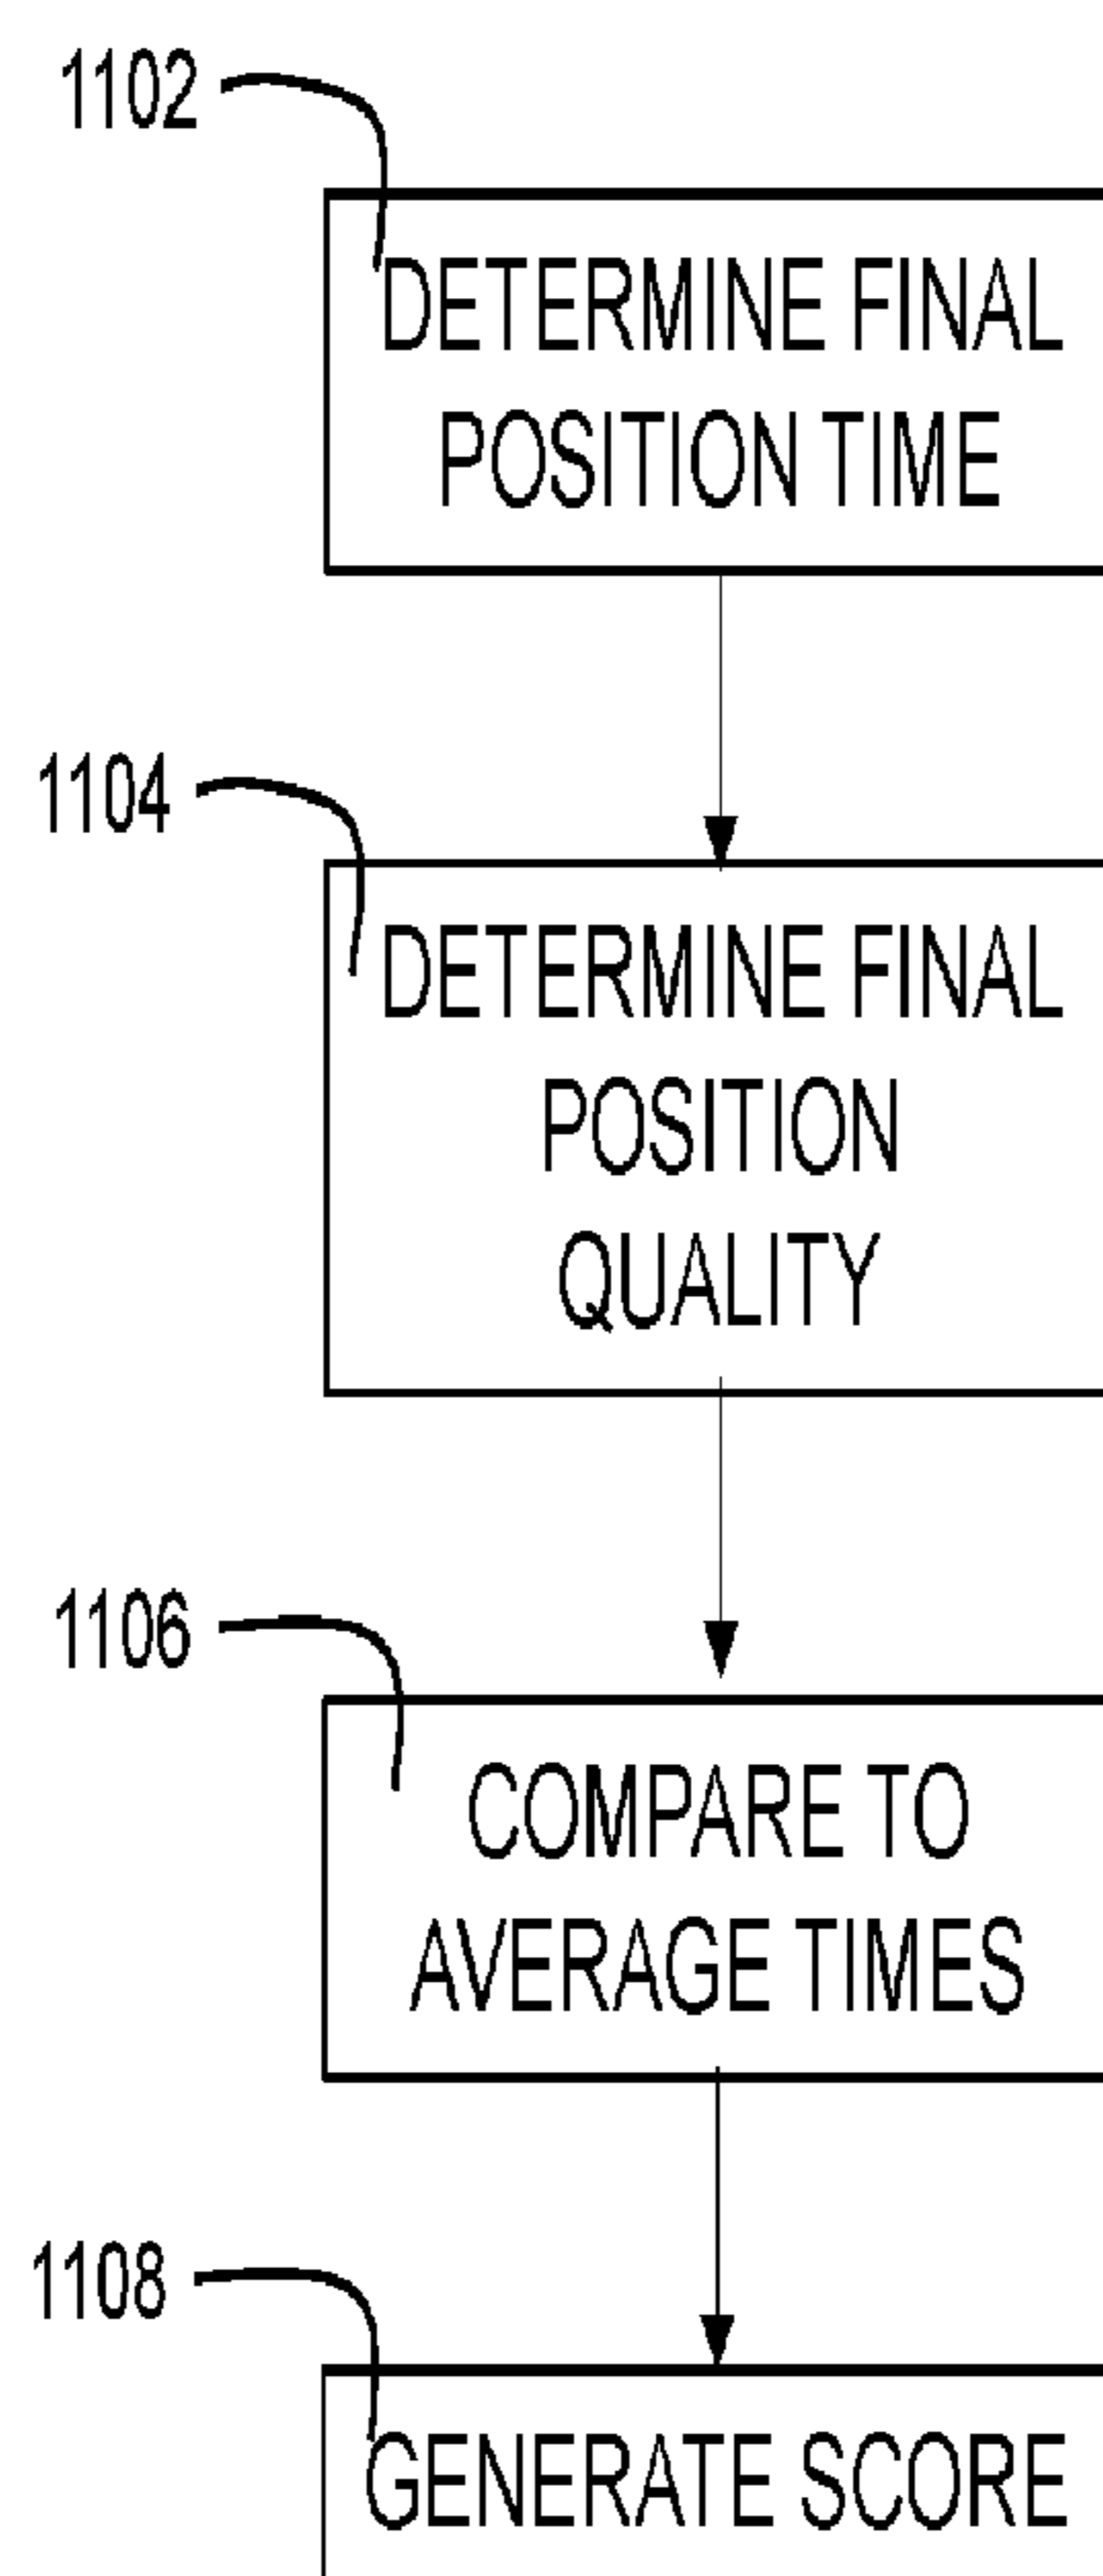 1102
DETERMINE FINAL
POSITION TIME
1104
DETERMINE FINAL
POSITION
QUALITY
1106
COMPARE TO
AVERAGE TIMES
1108
GENERATE SCORE